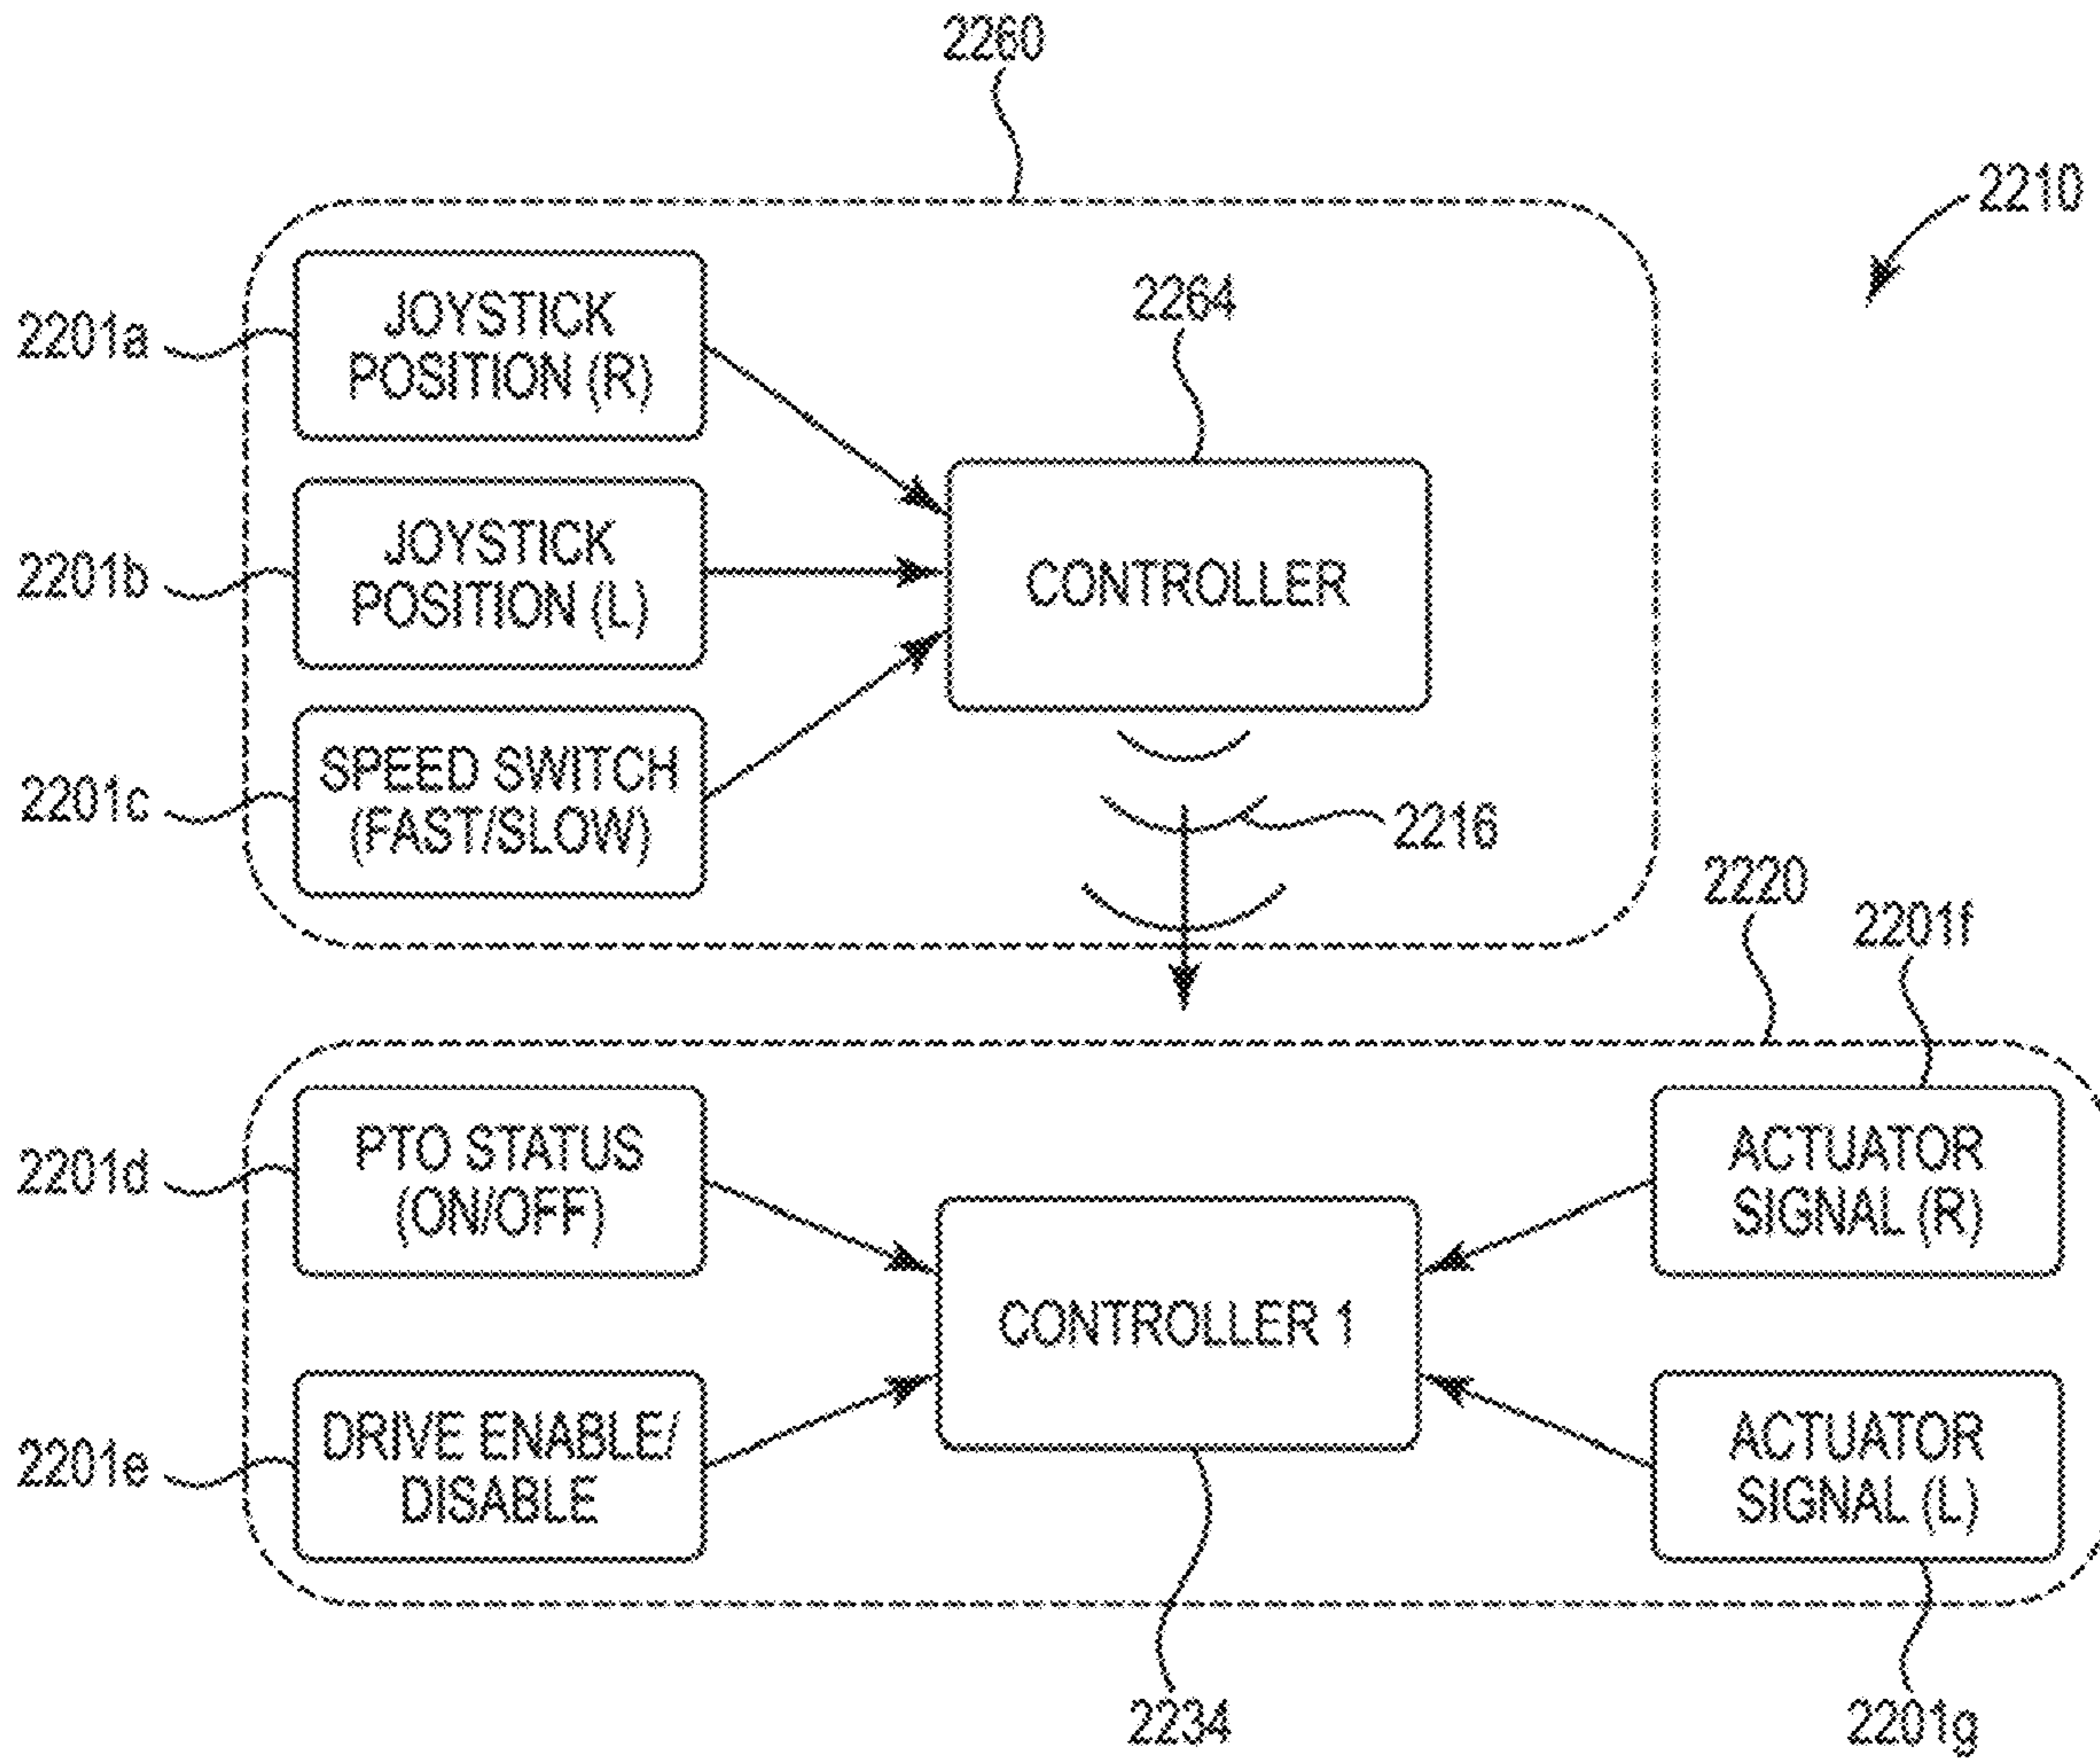 2260
2210
2201a
JOYSTICK
POSITION (R)
2264
2201b
JOYSTICK
POSITION (L)
CONTROLLER
2201c
SPEED SWITCH
(FAST/SLOW)
2216
2220
2201f
2201d
PTO STATUS
(ON/OFF)
ACTUATOR
SIGNAL (R)
CONTROLLER 1
2201e
DRIVE ENABLE/
DISABLE
ACTUATOR
SIGNAL (L)
2234
2201g